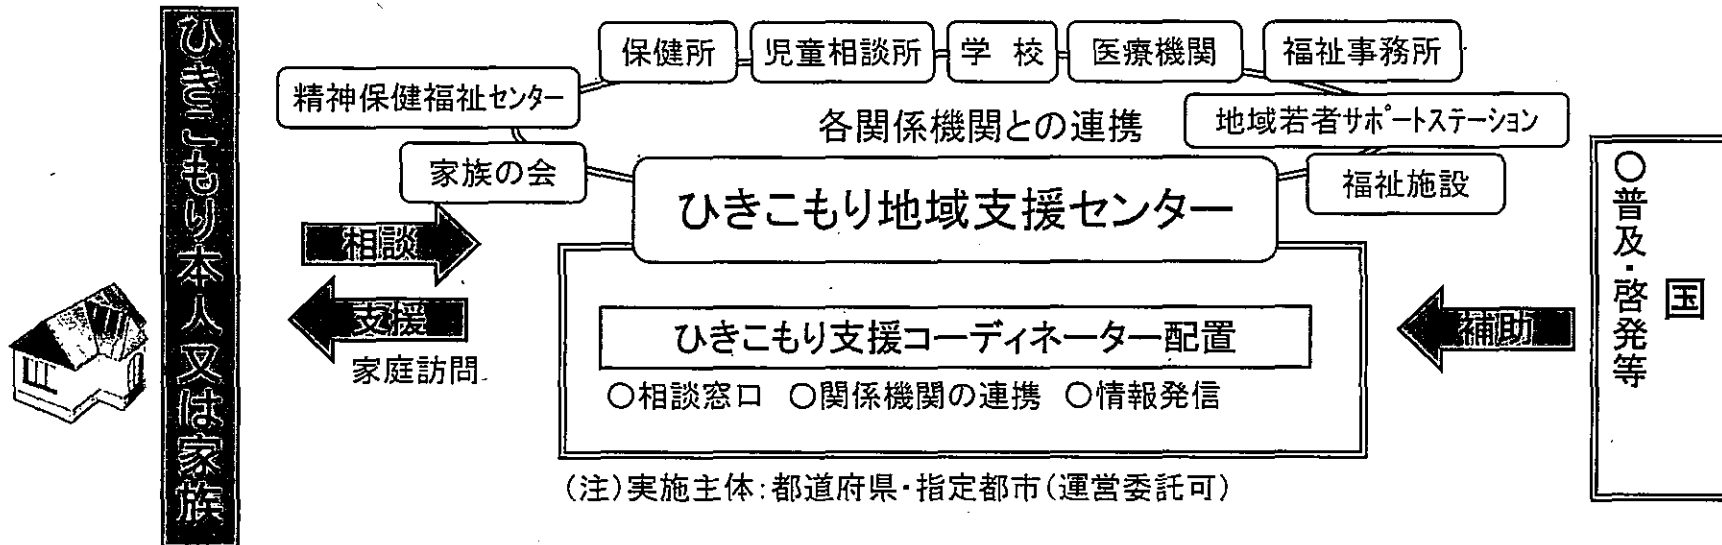 ひきこもり本人又は家族
保健所
児童相談所
学 校
医療機関
福祉事務所
精神保健福祉センター
各関係機関との連携
地域若者サポートステーション
家族の会
福祉施設
ひきこもり地域支援センター
相談
支援
家庭訪問
ひきこもり支援コーディネーター配置
○相談窓口 ○関係機関の連携 ○情報発信
(注)実施主体:都道府県・指定都市(運営委託可)
補助
国
○普及・啓発等